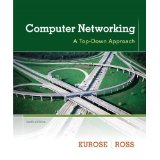 Computer Networking
A Top-Down Approach
KUROSE | ROSS